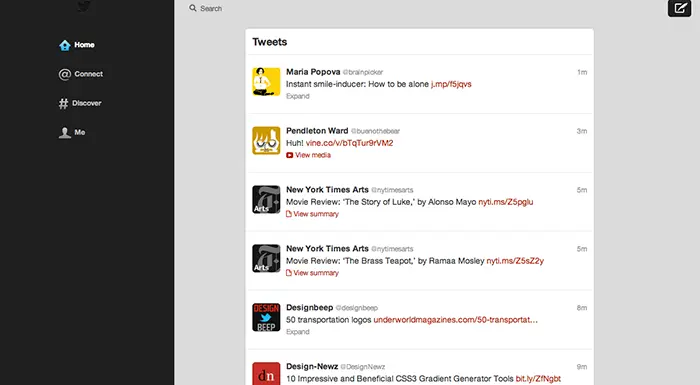 Search
Home
@ Connect
# Discover
Me
Tweets
Maria Popova @brainpicker 1m
Instant smile-inducer: How to be alone j.mp/f5jqvs
Expand
Pendleton Ward @buenothebear 3m
Huh! vine.co/v/bTqTur9rVM2
View media
New York Times Arts @nytimesarts 5m
Arts
Movie Review: ‘The Story of Luke,’ by Alonso Mayo nyti.ms/Z5pglu
View summary
New York Times Arts @nytimesarts 5m
Arts
Movie Review: ‘The Brass Teapot,’ by Ramaa Mosley nyti.ms/Z5sZ2y
View summary
DESIGN
BEEP
Designbeep @designbeep 8m
50 transportation logos underworldmagazines.com/50-transportat…
Expand
dn
Design-Newz @DesignNewz 9m
10 Impressive and Beneficial CSS3 Gradient Generator Tools bit.ly/ZfNgbt